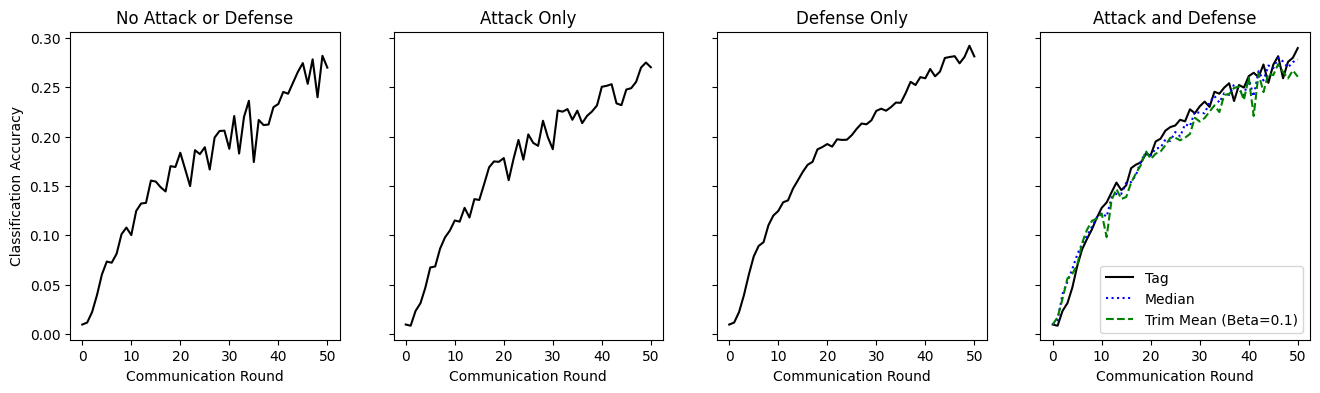 No Attack or Defense
Attack Only
Defense Only
Attack and Defense
Classification Accuracy
0.30
0.25
0.20
0.15
0.10
0.05
0.00
0 10 20 30 40 50
0 10 20 30 40 50
0 10 20 30 40 50
0 10 20 30 40 50
Communication Round
Communication Round
Communication Round
Communication Round
Tag
Median
Trim Mean (Beta=0.1)